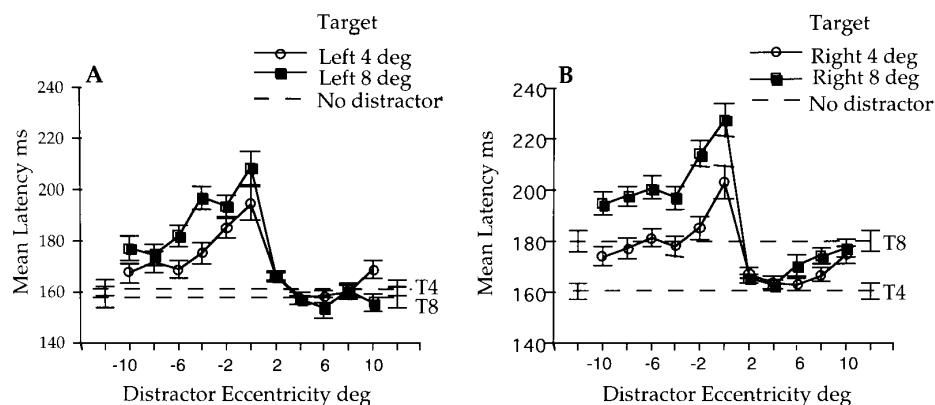 Target
Left 4 deg
Left 8 deg
No distractor
A
240
220
200
180
160
140
Mean Latency ms
T4
T8
-10 -6 -2 2 6 10
Distractor Eccentricity deg
Target
Right 4 deg
Right 8 deg
No distractor
B
240
220
200
180
160
140
Mean Latency ms
T8
T4
-10 -6 -2 2 6 10
Distractor Eccentricity deg